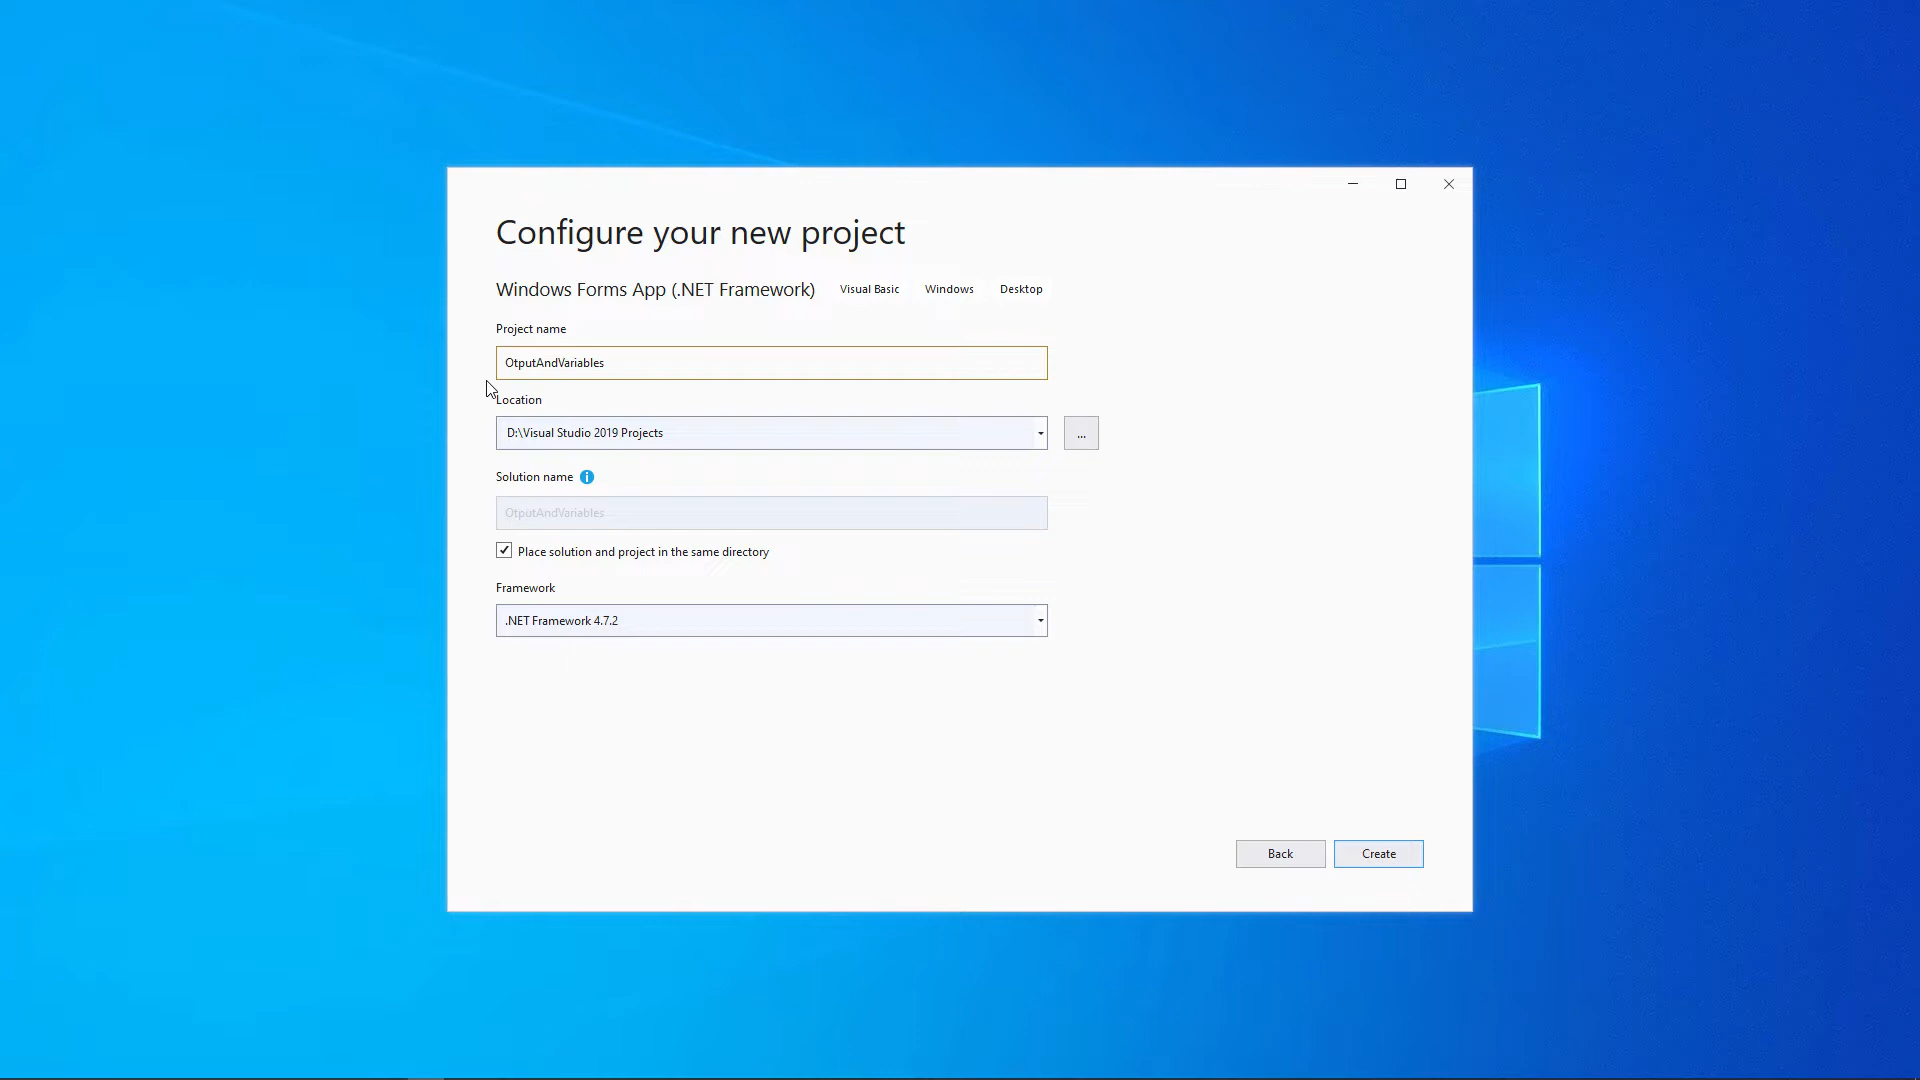 Configure your new project
Windows Forms App (.NET Framework) Visual Basic Windows Desktop
Project name
OtputAndVariables
Location
D:\Visual Studio 2019 Projects
...
Solution name
OtputAndVariables
Place solution and project in the same directory
Framework
.NET Framework 4.7.2
Back Create